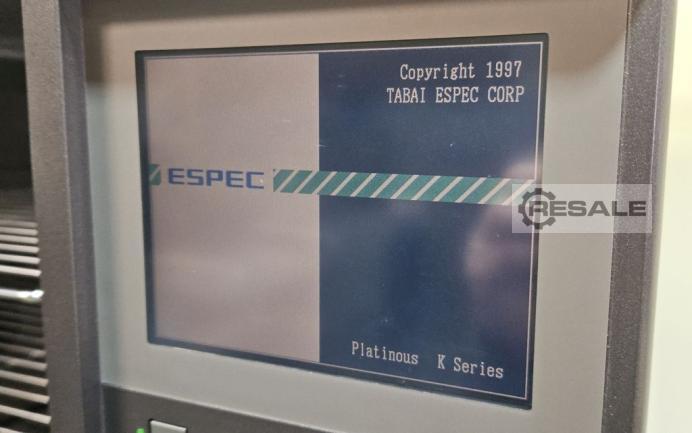 Copyright 1997
TABAI ESPEC CORP
ESPEC
RESALE
Platinous K Series